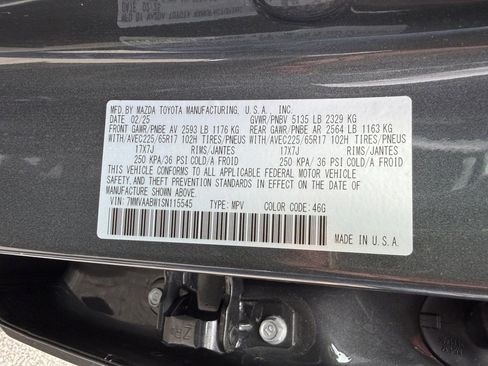 MFD. BY MAZDA TOYOTA MANUFACTURING, U.S.A., INC.
DATE 02/25 GVWR/PNBV 5135 LB 2329 KG
FRONT GAWR/PNBE AV 2593 LB 1176 KG REAR GAWR/PNBE AR 2564 LB 1163 KG
WITH/AVEC225/65R17 102H TIRES/PNEUS WITH/AVEC225/65R17 102H TIRES/PNEUS
17X7J RIMS/JANTES 17X7J RIMS/JANTES
250 KPA/36 PSI COLD/A FROID 250 KPA/36 PSI COLD/A FROID
THIS VEHICLE CONFORMS TO ALL APPLICABLE FEDERAL MOTOR VEHICLE
SAFETY, AND THEFT PREVENTION STANDARDS IN EFFECT ON THE DATE OF
MANUFACTURE SHOWN ABOVE.
VIN: 7MMVAABW1SN115545 TYPE: MPV COLOR CODE: 46G
MADE IN U.S.A.